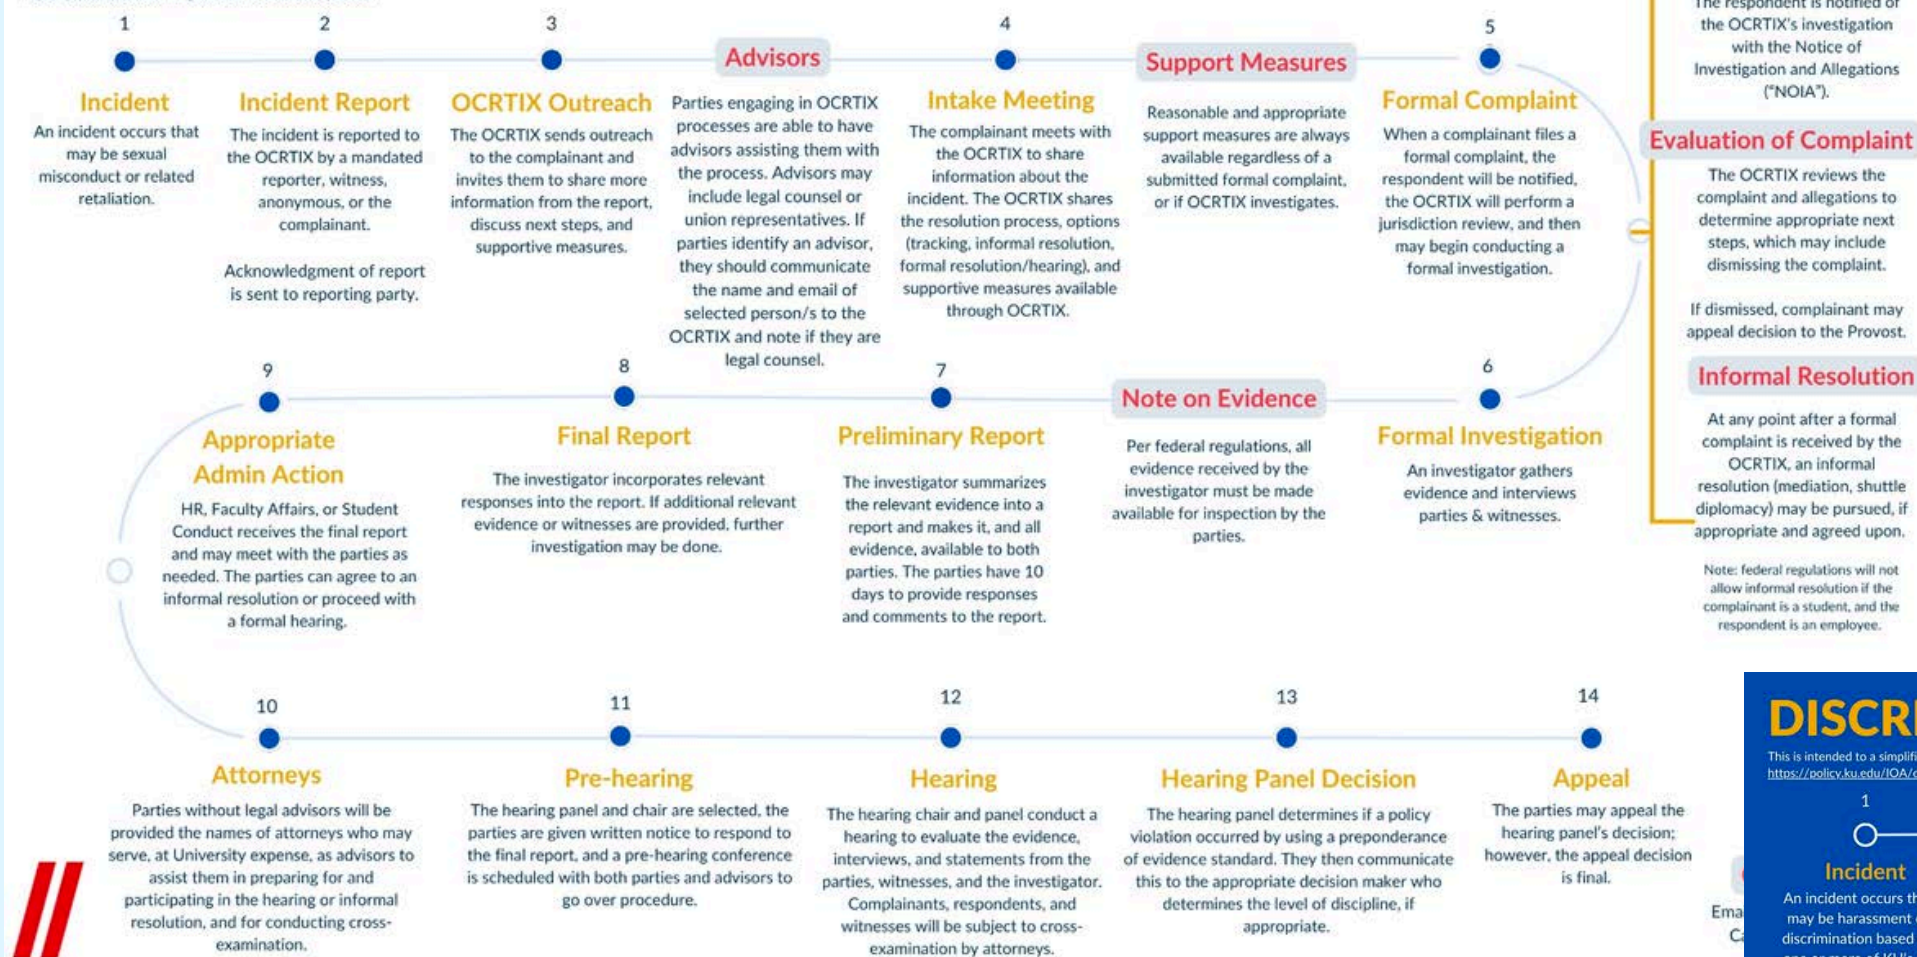 1
Incident
An incident occurs that
may be sexual
misconduct or related
retaliation.
2
Incident Report
The incident is reported to
the OCRTIX by a mandated
reporter, witness,
anonymous, or the
complainant.
Acknowledgment of report
is sent to reporting party.
3
OCRTIX Outreach
The OCRTIX sends outreach
to the complainant and
invites them to share more
information from the report,
discuss next steps, and
supportive measures.
Advisors
Parties engaging in OCRTIX
processes are able to have
advisors assisting them with
the process. Advisors may
include legal counsel or
union representatives. If
parties identify an advisor,
they should communicate
the name and email of
selected person/s to the
OCRTIX and note if they are
legal counsel.
4
Intake Meeting
The complainant meets with
the OCRTIX to share
information about the
incident. The OCRTIX shares
the resolution process, options
(tracking, informal resolution,
formal resolution/hearing), and
supportive measures available
through OCRTIX.
Support Measures
Reasonable and appropriate
support measures are always
available regardless of a
submitted formal complaint,
or if OCRTIX investigates.
5
Formal Complaint
When a complainant files a
formal complaint, the
respondent will be notified,
the OCRTIX will perform a
jurisdiction review, and then
may begin conducting a
formal investigation.
The respondent is notified of
the OCRTIX's investigation
with the Notice of
Investigation and Allegations
("NOIA").
Evaluation of Complaint
The OCRTIX reviews the
complaint and allegations to
determine appropriate next
steps, which may include
dismissing the complaint.
If dismissed, complainant may
appeal decision to the Provost.
Informal Resolution
At any point after a formal
complaint is received by the
OCRTIX, an informal
resolution (mediation, shuttle
diplomacy) may be pursued, if
appropriate and agreed upon.
Note: federal regulations will not
allow informal resolution if the
complainant is a student, and the
respondent is an employee.
6
Formal Investigation
An investigator gathers
evidence and interviews
parties & witnesses.
Note on Evidence
Per federal regulations, all
evidence received by the
investigator must be made
available for inspection by the
parties.
7
Preliminary Report
The investigator summarizes
the relevant evidence into a
report and makes it, and all
evidence, available to both
parties. The parties have 10
days to provide responses
and comments to the report.
8
Final Report
The investigator incorporates relevant
responses into the report. If additional relevant
evidence or witnesses are provided, further
investigation may be done.
9
Appropriate
Admin Action
HR, Faculty Affairs, or Student
Conduct receives the final report
and may meet with the parties as
needed. The parties can agree to an
informal resolution or proceed with
a formal hearing.
10
Attorneys
Parties without legal advisors will be
provided the names of attorneys who may
serve, at University expense, as advisors to
assist them in preparing for and
participating in the hearing or informal
resolution, and for conducting cross-
examination.
11
Pre-hearing
The hearing panel and chair are selected, the
parties are given written notice to respond to
the final report, and a pre-hearing conference
is scheduled with both parties and advisors to
go over procedure.
12
Hearing
The hearing chair and panel conduct a
hearing to evaluate the evidence,
interviews, and statements from the
parties, witnesses, and the investigator.
Complainants, respondents, and
witnesses will be subject to cross-
examination by attorneys.
13
Hearing Panel Decision
The hearing panel determines if a policy
violation occurred by using a preponderance
of evidence standard. They then communicate
this to the appropriate decision maker who
determines the level of discipline, if
appropriate.
14
Appeal
The parties may appeal the
hearing panel's decision;
however, the appeal decision
is final.
Ema
DISCR
This is intended to a simplifi
https://policy.ku.edu/IOA/
1
Incident
An incident occurs th
may be harassment
discrimination based